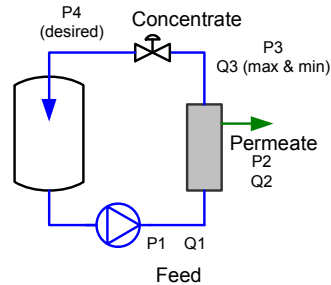 P4
(desired)
Concentrate
P3
Q3 (max & min)
Permeate
P2
Q2
P1 Q1
Feed